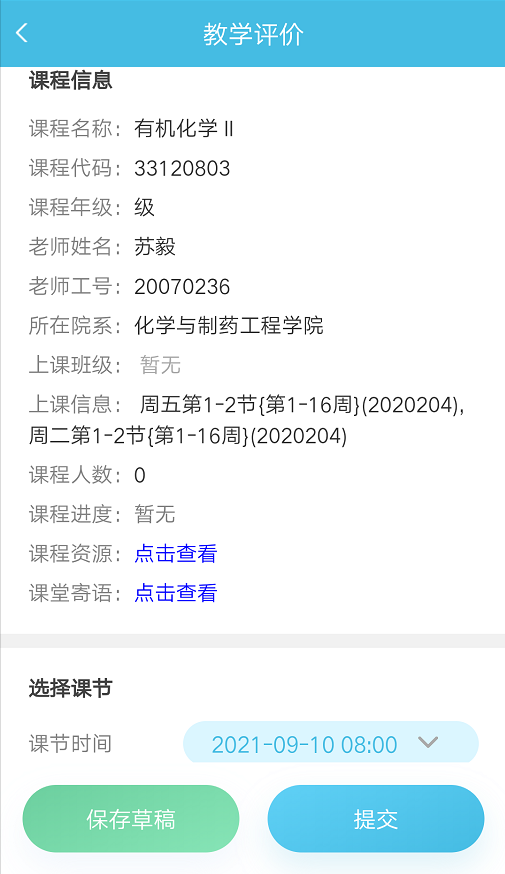 教学评价
课程信息
课程名称：有机化学 II
课程代码：33120803
课程年级：级
老师姓名：苏毅
老师工号：20070236
所在院系：化学与制药工程学院
上课班级： 暂无
上课信息： 周五第1-2节{第1-16周}(2020204),
周二第1-2节{第1-16周}(2020204)
课程人数：0
课程进度：暂无
课程资源：点击查看
课堂寄语：点击查看
选择课节
课节时间 2021-09-10 08:00
保存草稿 提交